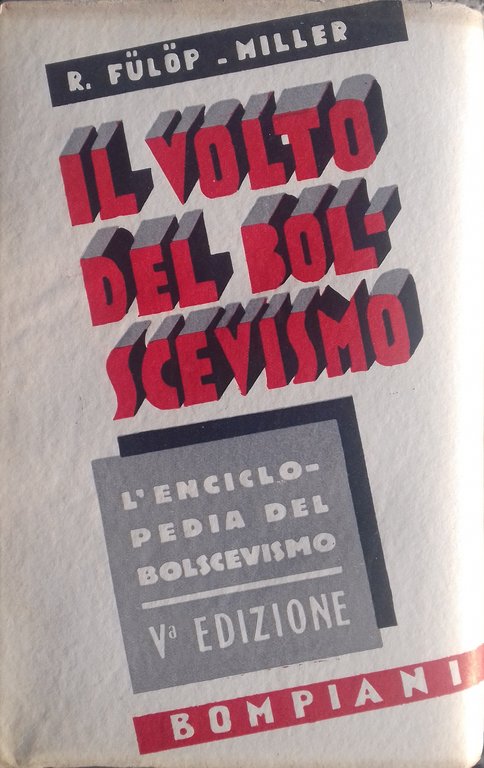 R. FÜLÖP - MILLER
IL VOLTO
DEL BOL-
SCEVISMO
L'ENCICLO-
PEDIA DEL
BOLSCEVISMO
Vª EDIZIONE
BOMPIANI